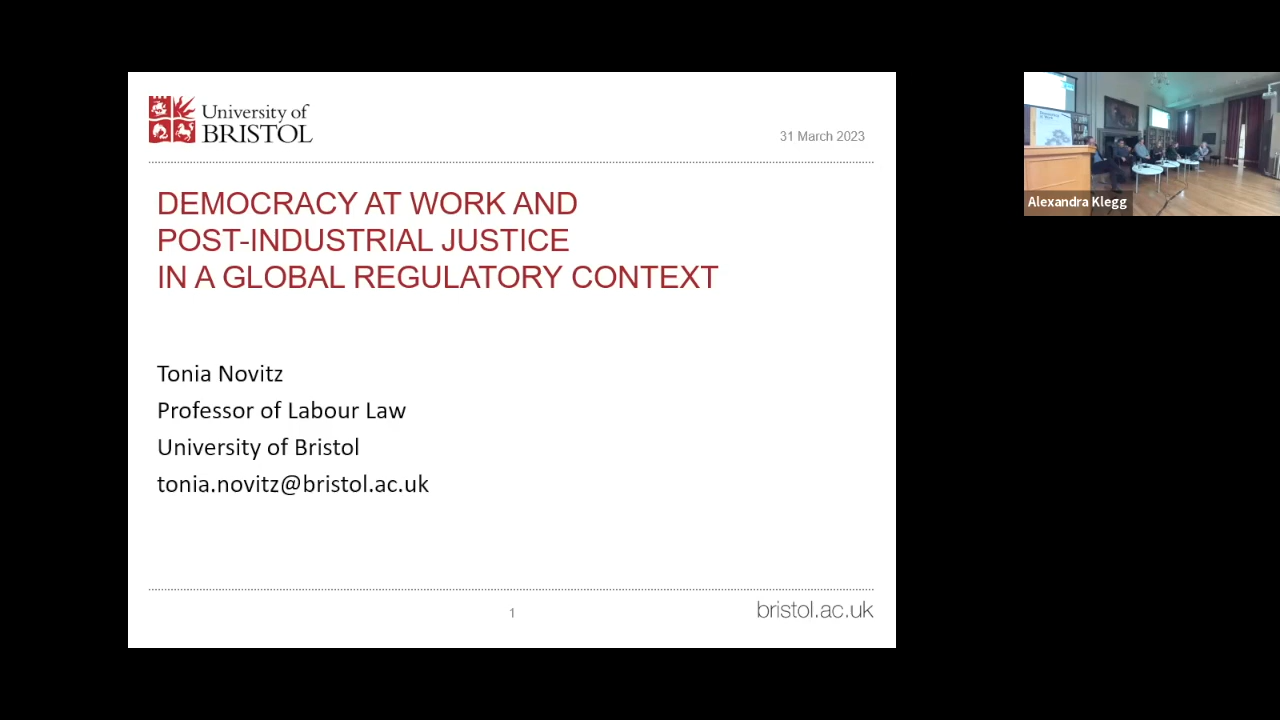 University of
BRISTOL
31 March 2023
DEMOCRACY AT WORK AND
POST-INDUSTRIAL JUSTICE
IN A GLOBAL REGULATORY CONTEXT
Tonia Novitz
Professor of Labour Law
University of Bristol
tonia.novitz@bristol.ac.uk
1
bristol.ac.uk
Alexandra Klegg